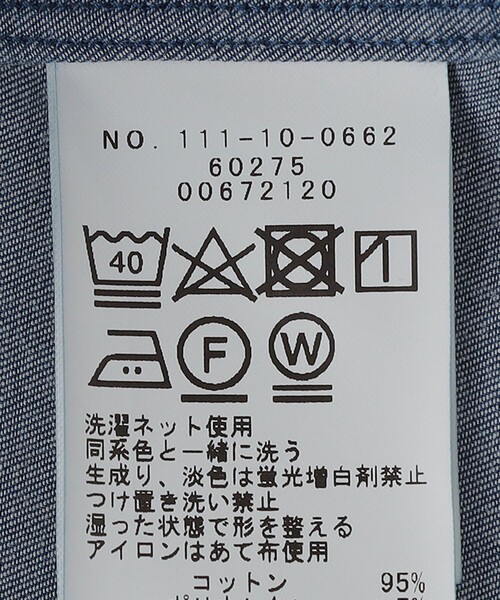 NO. 111-10-0662
60275
00672120
40
F
W
洗濯ネット使用
同系色と一緒に洗う
生成り、淡色は蛍光増白剤禁止
つけ置き洗い禁止
湿った状態で形を整える
アイロンはあて布使用
コットン 95%